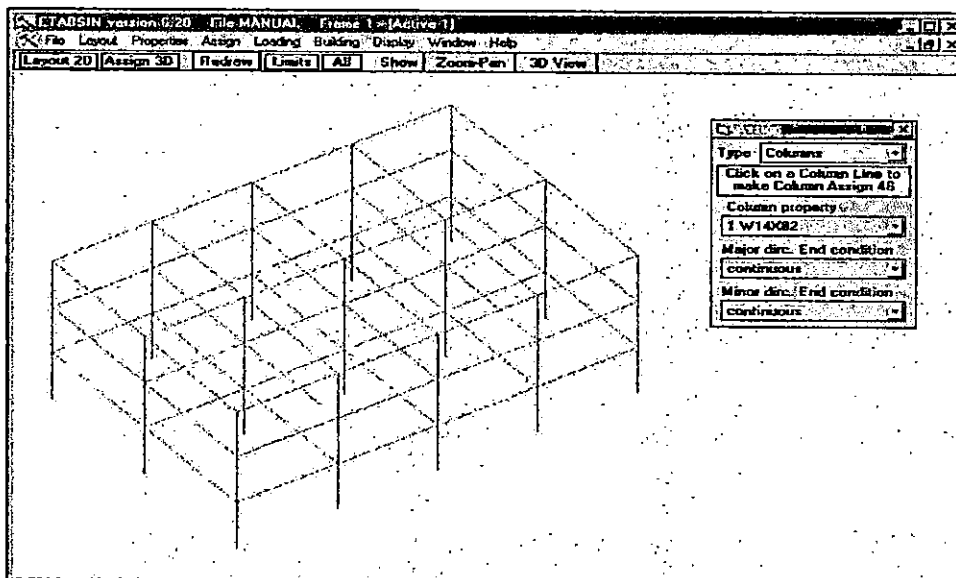 ETABSIN version 6.20 File MANUAL Frame 1 - (Active 1)
File Layout Properties Assign Loading Building Display Window Help
Layout 2D Assign 3D Redraw Limits All Show Zoom-Pan 3D View
Type Columns
Click on a Column Line to
make Column Assign 48
Column property
1 W14X82
Major dirc. End condition
continuous
Minor dirc. End condition
continuous